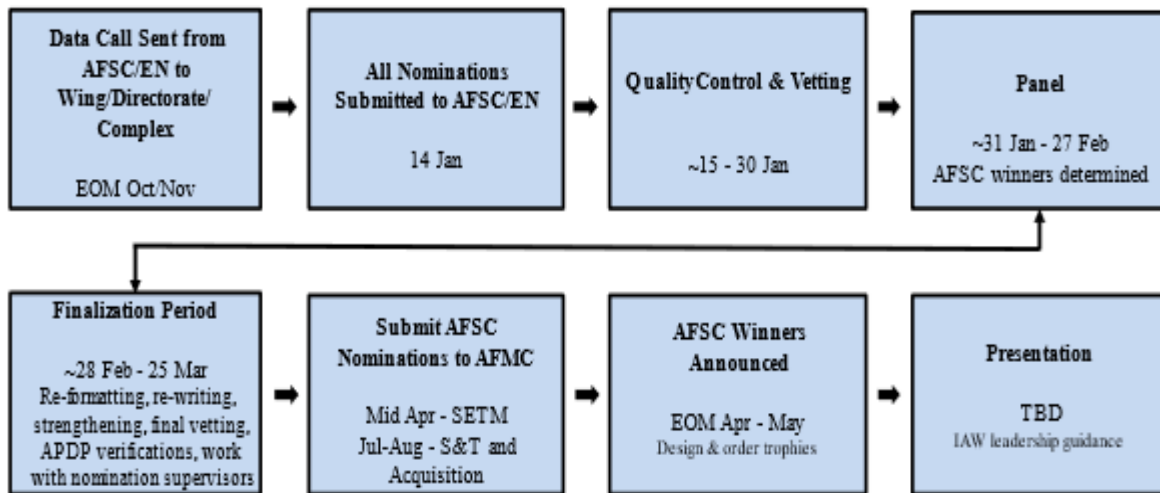 Data Call Sent from
AFSC/EN to
Wing/Directorate/
Complex
EOM Oct/Nov
All Nominations
Submitted to AFSC/EN
14 Jan
Quality Control & Vetting
~15 - 30 Jan
Panel
~31 Jan - 27 Feb
AFSC winners determined
Finalization Period
~28 Feb - 25 Mar
Re-formatting, re-writing,
strengthening, final vetting,
APDP verifications, work
with nomination supervisors
Submit AFSC
Nominations to AFMC
Mid Apr - SETM
Jul-Aug - S&T and
Acquisition
AFSC Winners
Announced
EOM Apr - May
Design & order trophies
Presentation
TBD
IAW leadership guidance